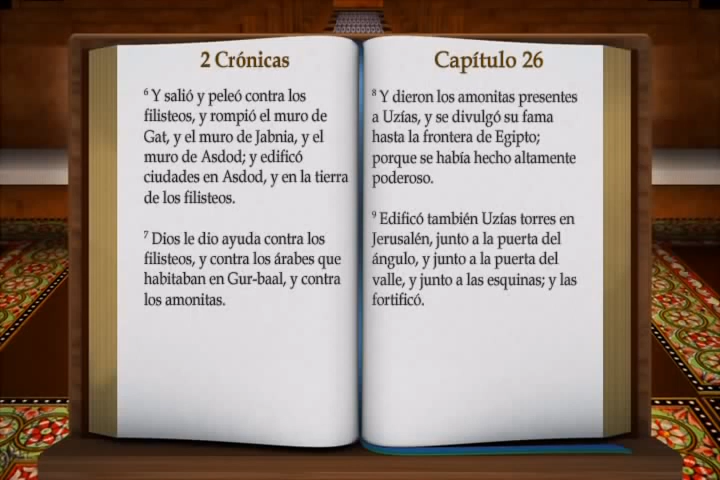 2 Crónicas
⁶ Y salió y peleó contra los
filisteos, y rompió el muro de
Gat, y el muro de Jabnia, y el
muro de Asdod; y edificó
ciudades en Asdod, y en la tierra
de los filisteos.
⁷ Dios le dio ayuda contra los
filisteos, y contra los árabes que
habitaban en Gur-baal, y contra
los amonitas.
Capítulo 26
⁸ Y dieron los amonitas presentes
a Uzías, y se divulgó su fama
hasta la frontera de Egipto;
porque se había hecho altamente
poderoso.
⁹ Edificó también Uzías torres en
Jerusalén, junto a la puerta del
ángulo, y junto a la puerta del
valle, y junto a las esquinas; y las
fortificó.